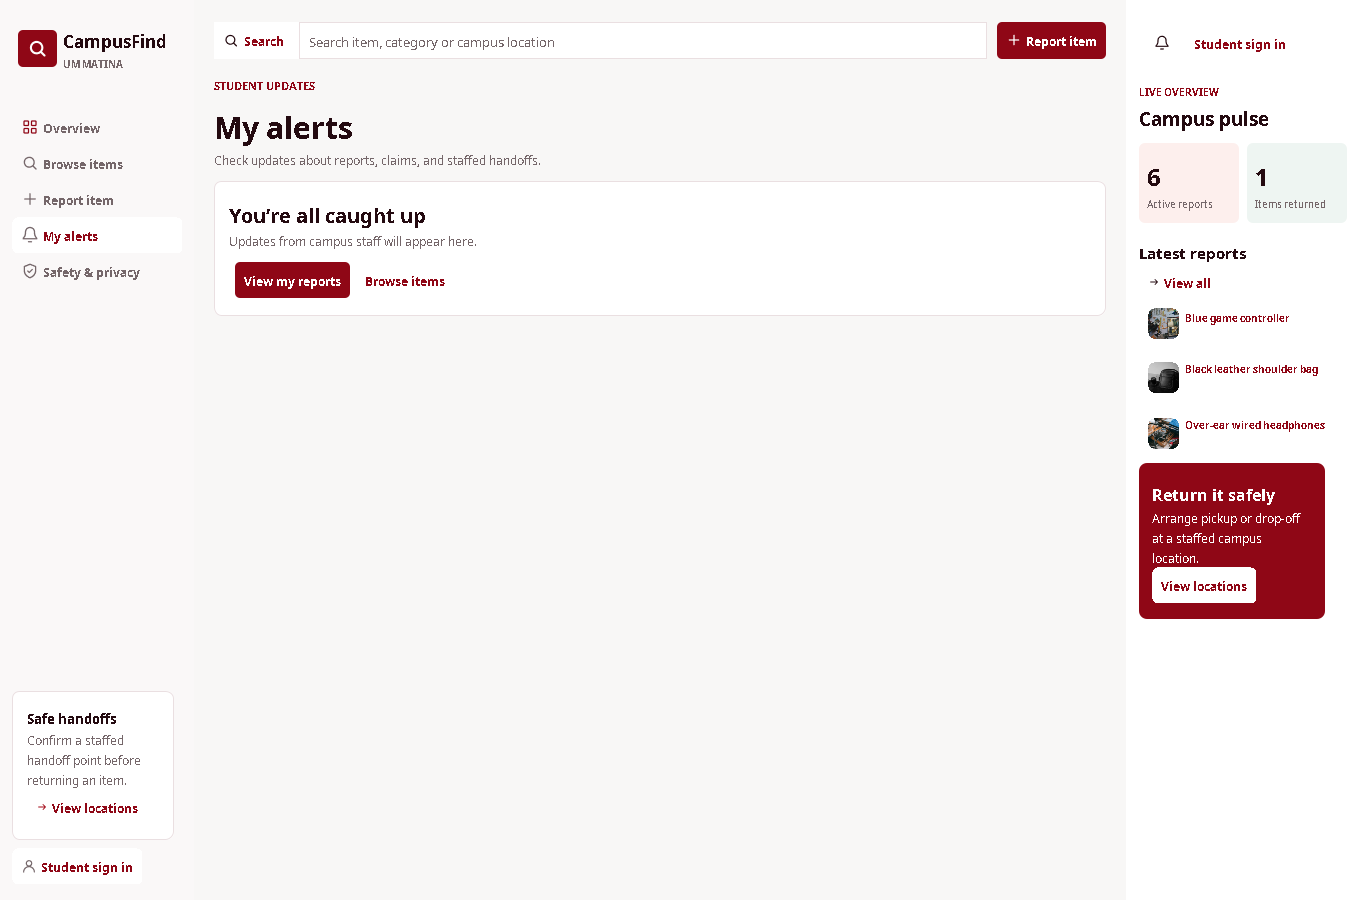 CampusFind
UM MATINA
Overview
Browse items
Report item
My alerts
Safety & privacy
Safe handoffs
Confirm a staffed
handoff point before
returning an item.
→ View locations
Student sign in
Search
Search item, category or campus location
Report item
STUDENT UPDATES
My alerts
Check updates about reports, claims, and staffed handoffs.
You’re all caught up
Updates from campus staff will appear here.
View my reports
Browse items
Student sign in
LIVE OVERVIEW
Campus pulse
6
Active reports
1
Items returned
Latest reports
→ View all
Blue game controller
Black leather shoulder bag
Over-ear wired headphones
Return it safely
Arrange pickup or drop-off
at a staffed campus
location.
View locations